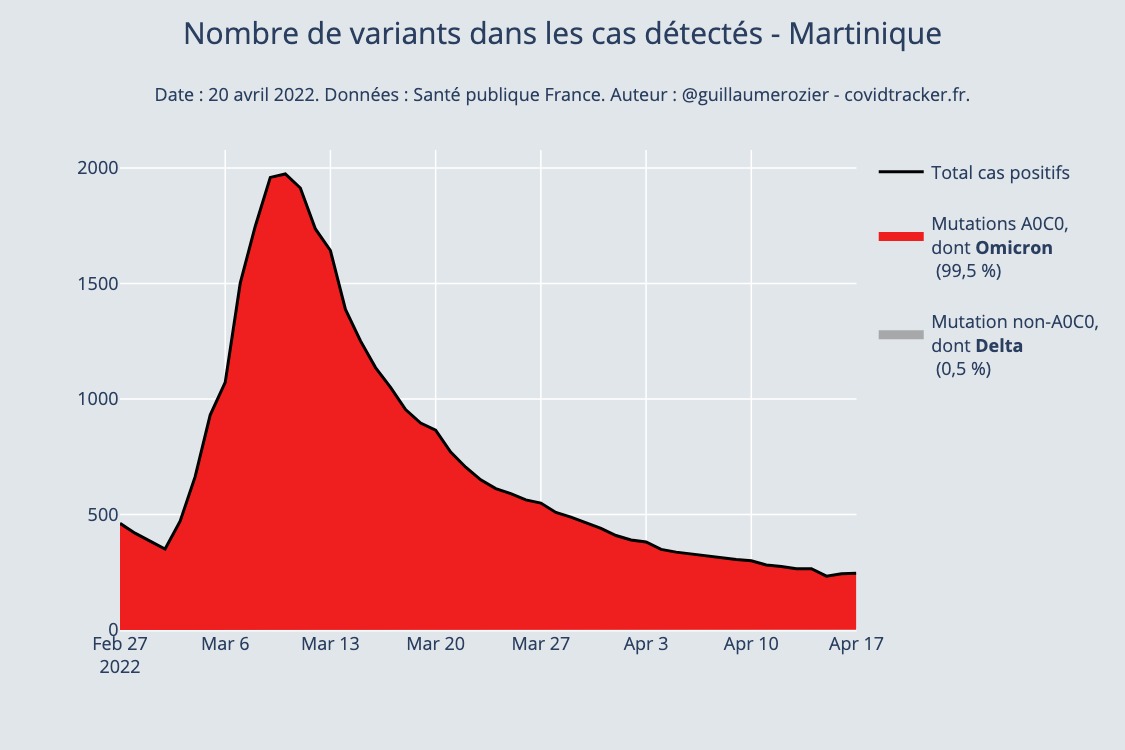 Nombre de variants dans les cas détectés - Martinique
Date : 20 avril 2022. Données : Santé publique France. Auteur : @guillaumerozier - covidtracker.fr.
2000
1500
1000
500
0
Feb 27
2022
Mar 6
Mar 13
Mar 20
Mar 27
Apr 3
Apr 10
Apr 17
Total cas positifs
Mutations A0C0,
dont Omicron
(99,5 %)
Mutation non-A0C0,
dont Delta
(0,5 %)